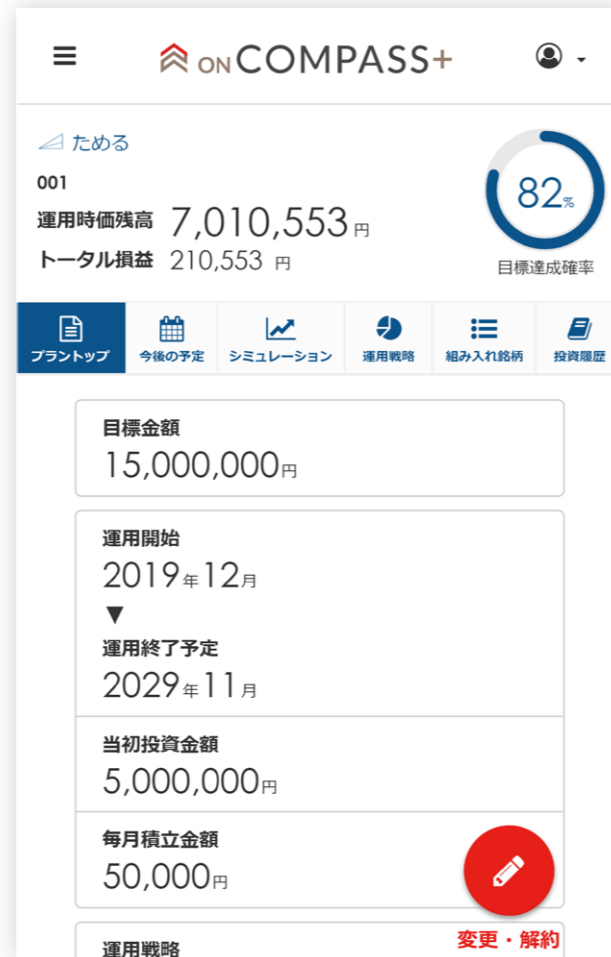 ON COMPASS+
ためる
001
運用時価残高 7,010,553 円
トータル損益 210,553 円
82%
目標達成確率
プラントップ 今後の予定 シミュレーション 運用戦略 組み入れ銘柄 投資履歴
目標金額
15,000,000円
運用開始
2019年12月
▼
運用終了予定
2029年11月
当初投資金額
5,000,000円
毎月積立金額
50,000円
変更・解約
運用戦略